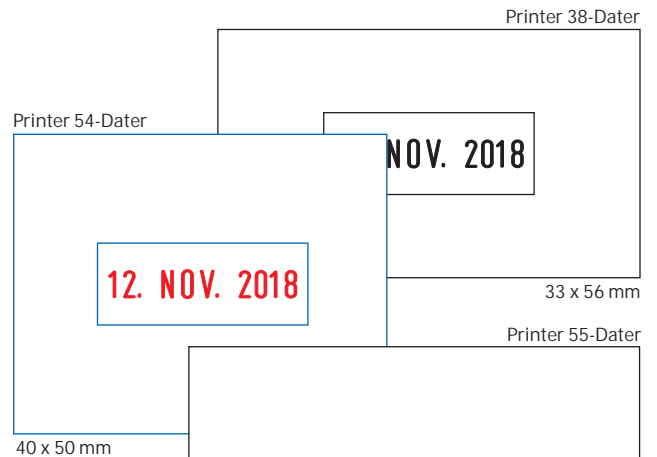 Printer 38-Dater
Printer 54-Dater
NOV. 2018
12. NOV. 2018
33 x 56 mm
Printer 55-Dater
40 x 50 mm